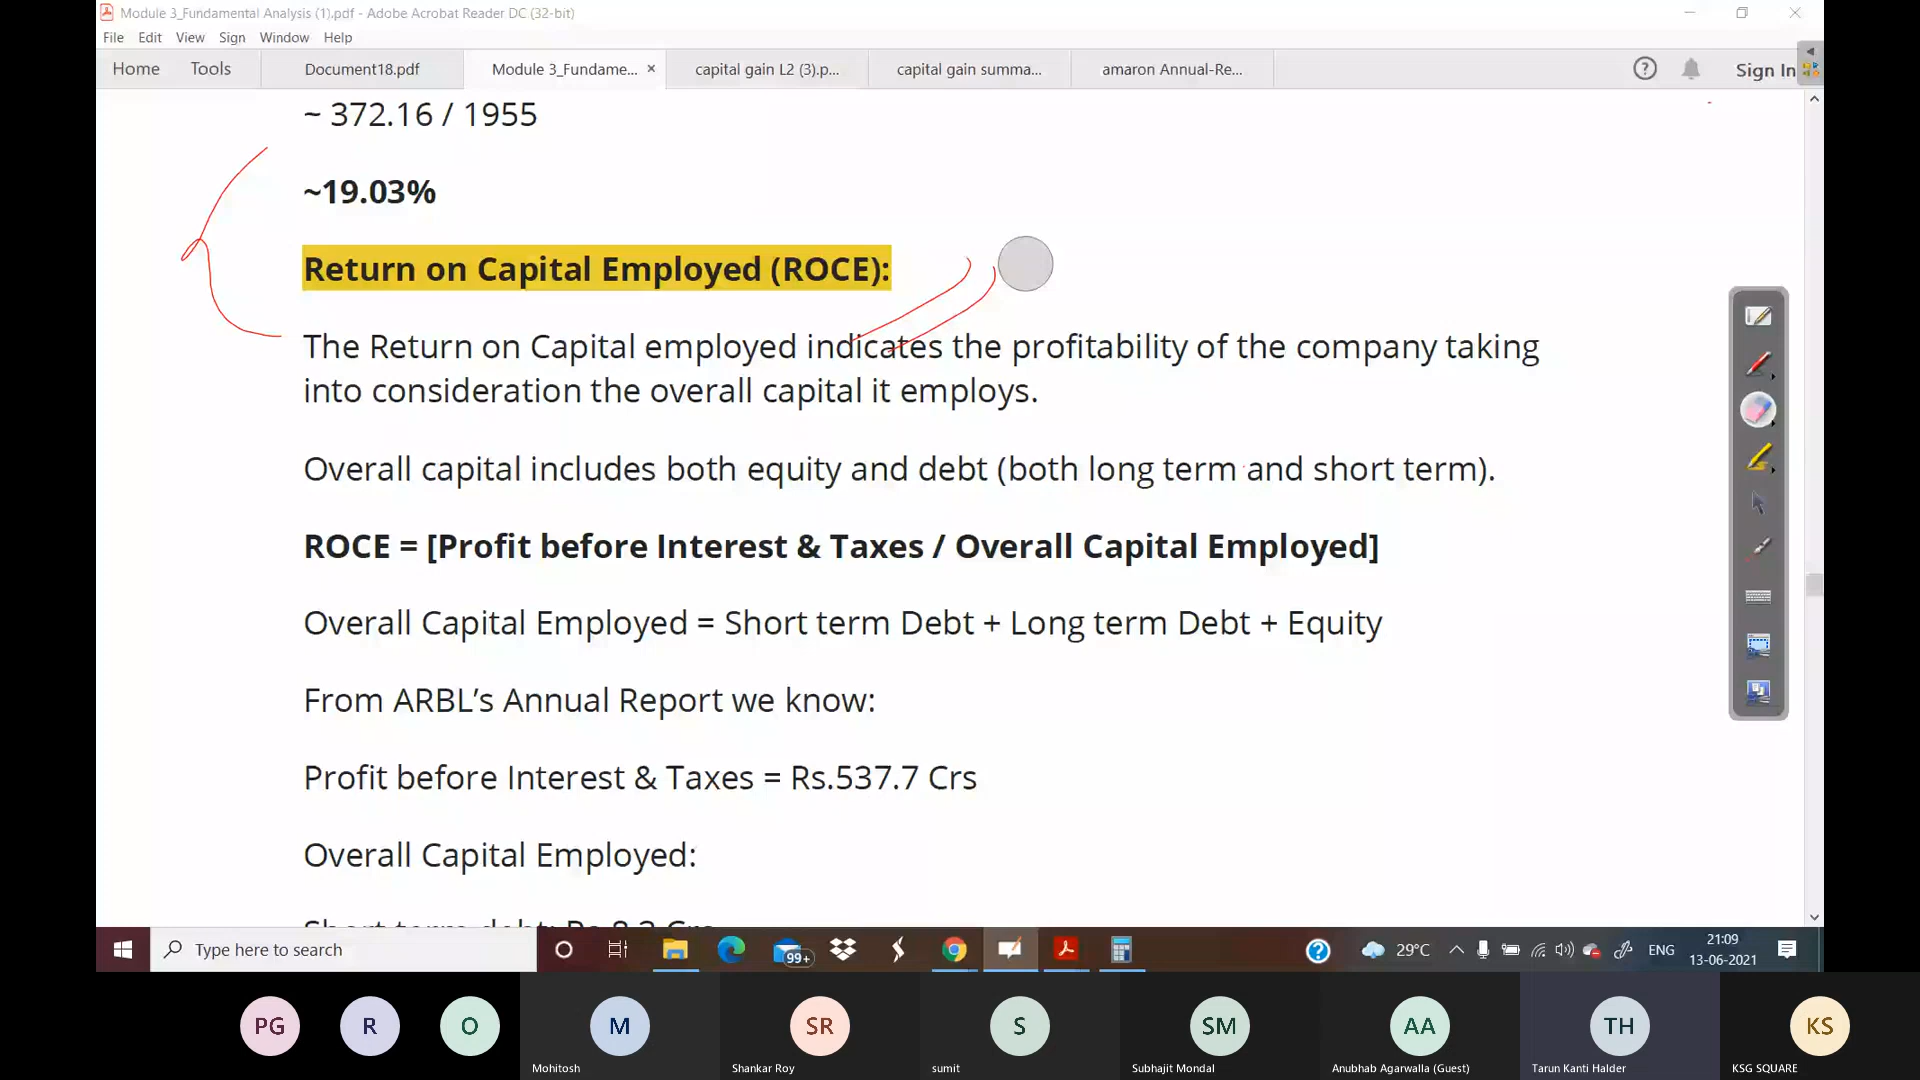 Module 3_Fundamental Analysis (1).pdf - Adobe Acrobat Reader DC (32-bit)
File Edit View Sign Window Help
Home Tools Document18.pdf Module 3_Fundame... × capital gain L2 (3).p... capital gain summa... amaron Annual-Re... Sign In
~ 372.16 / 1955
~19.03%
Return on Capital Employed (ROCE):
The Return on Capital employed indicates the profitability of the company taking
into consideration the overall capital it employs.
Overall capital includes both equity and debt (both long term and short term).
ROCE = [Profit before Interest & Taxes / Overall Capital Employed]
Overall Capital Employed = Short term Debt + Long term Debt + Equity
From ARBL’s Annual Report we know:
Profit before Interest & Taxes = Rs.537.7 Crs
Overall Capital Employed:
Short term debt: Rs.8.3 Crs
Type here to search 99+ 29°C ENG 21:09
13-06-2021
PG R O M SR S SM AA TH KS
Mohitosh Shankar Roy sumit Subhajit Mondal Anubhab Agarwalla (Guest) Tarun Kanti Halder KSG SQUARE